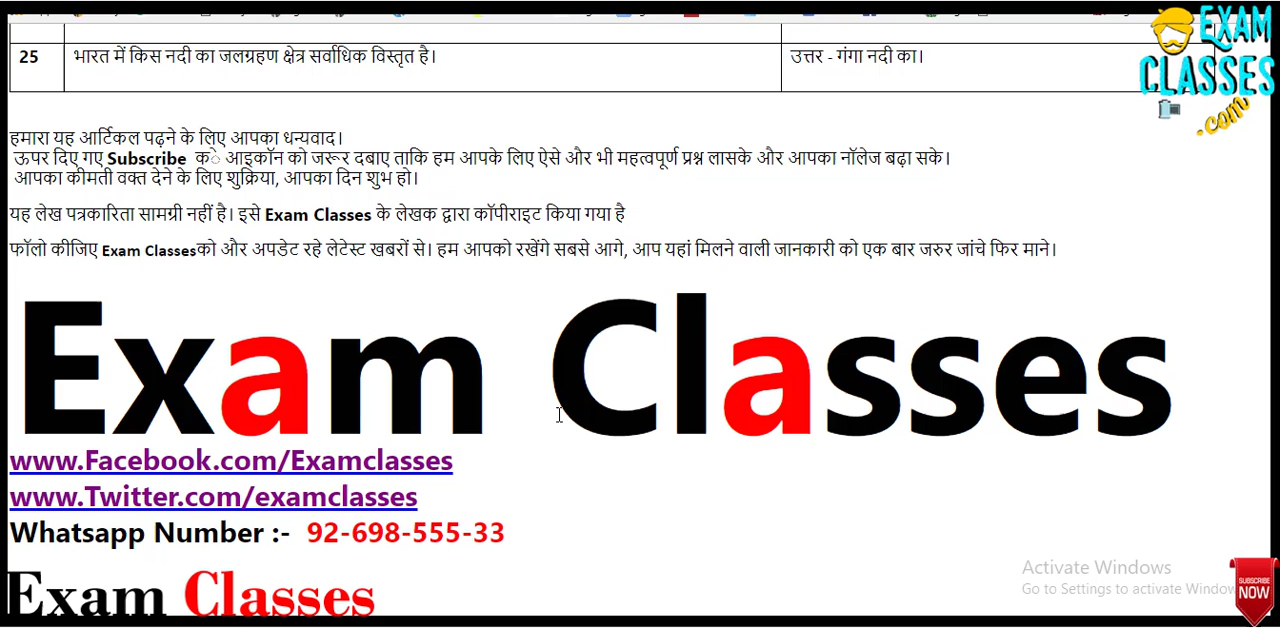 25 भारत में किस नदी का जलग्रहण क्षेत्र सर्वाधिक विस्तृत है। उत्तर - गंगा नदी का।
EXAM
CLASSES
.com
हमारा यह आर्टिकल पढ़ने के लिए आपका धन्यवाद।
ऊपर दिए गए Subscribe के आइकॉन को जरूर दबाए ताकि हम आपके लिए ऐसे और भी महत्वपूर्ण प्रश्न लासके और आपका नॉलेज बढ़ा सके।
आपका कीमती वक्त देने के लिए शुक्रिया, आपका दिन शुभ हो।
यह लेख पत्रकारिता सामग्री नहीं है। इसे Exam Classes के लेखक द्वारा कॉपीराइट किया गया है
फॉलो कीजिए Exam Classesको और अपडेट रहे लेटेस्ट खबरों से। हम आपको रखेंगे सबसे आगे, आप यहां मिलने वाली जानकारी को एक बार जरुर जांचे फिर माने।
Exam Classes
www.Facebook.com/Examclasses
www.Twitter.com/examclasses
Whatsapp Number :- 92-698-555-33
Activate Windows
Go to Settings to activate Window
SUBSCRIBE
NOW
Exam Classes